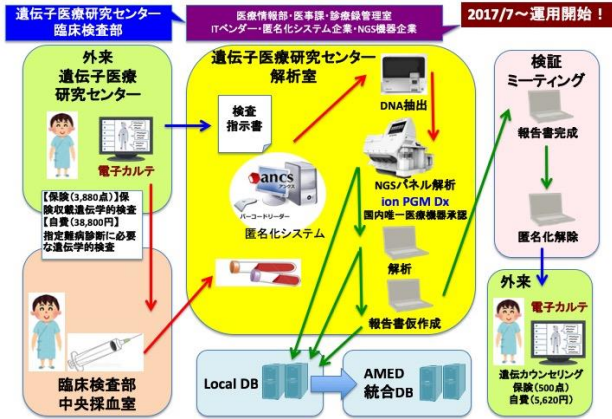 遺伝子医療研究センター
臨床検査部
医療情報部・医事課・診療録管理室
ITベンダー・匿名化システム企業・NGS機器企業
2017/7〜運用開始！
外来
遺伝子医療
研究センター
電子カルテ
【保険（3,880点）】保
険収載遺伝学的検査
【自費（38,800円】
指定難病診断に必要
な遺伝学的検査
臨床検査部
中央採血室
遺伝子医療研究センター
解析室
検査
指示書
ancs
アンクス
バーコードリーダー
匿名化システム
DNA抽出
NGSパネル解析
ion PGM Dx
国内唯一医療機器承認
解析
報告書仮作成
Local DB
AMED
統合DB
検証
ミーティング
報告書完成
匿名化解除
外来
電子カルテ
遺伝カウンセリング
保険（500点）
自費（5,620円）